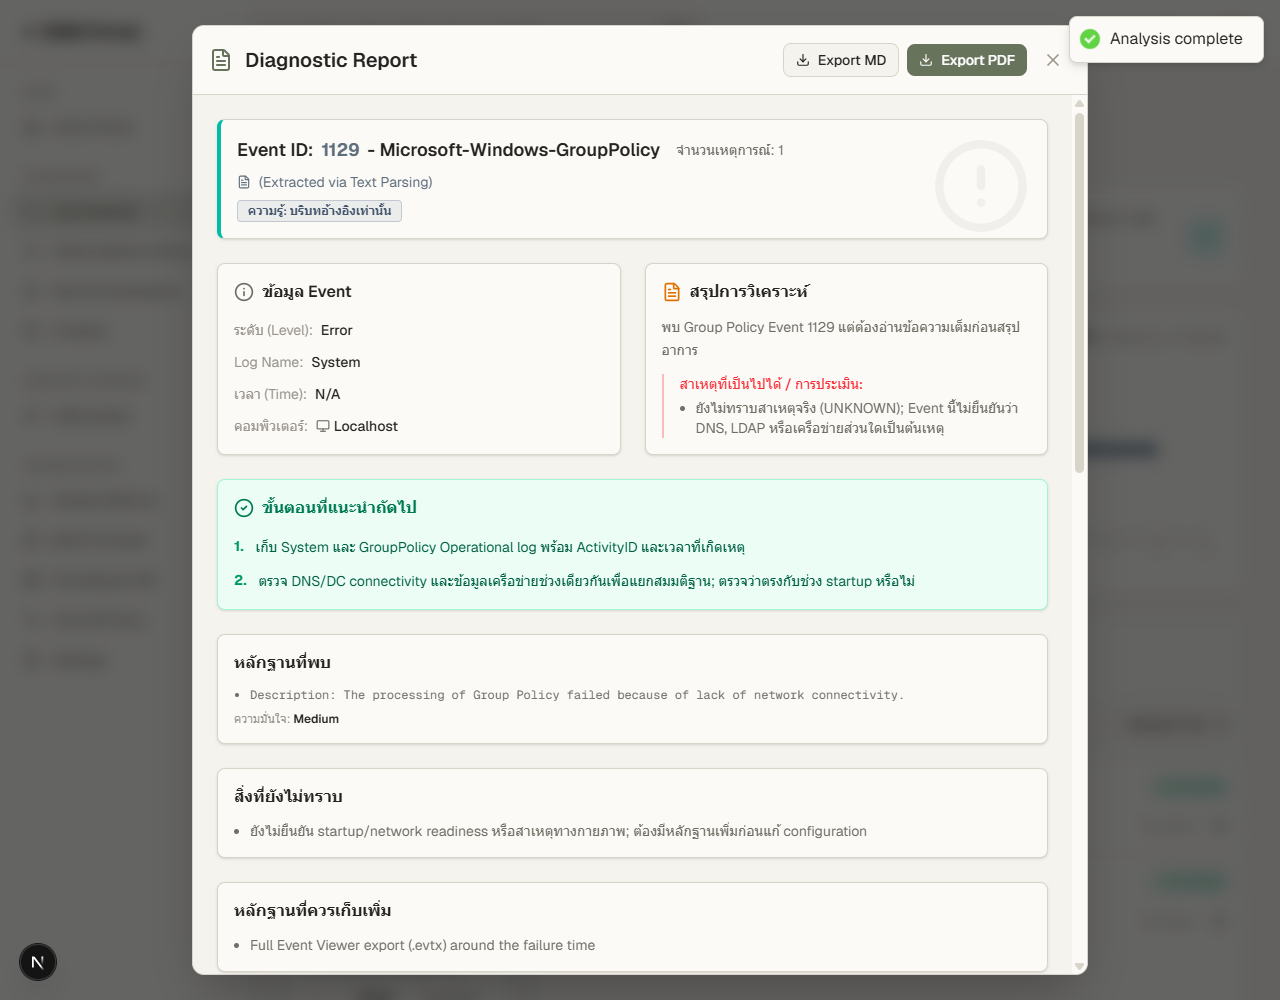 Diagnostic Report
Export MD
Export PDF
Analysis complete
Event ID: 1129 - Microsoft-Windows-GroupPolicy จำนวนเหตุการณ์: 1
(Extracted via Text Parsing)
ความรู้: บริบทอ้างอิงเท่านั้น
ข้อมูล Event
ระดับ (Level): Error
Log Name: System
เวลา (Time): N/A
คอมพิวเตอร์: Localhost
สรุปการวิเคราะห์
พบ Group Policy Event 1129 แต่ต้องอ่านข้อความเต็มก่อนสรุป
อาการ
สาเหตุที่เป็นไปได้ / การประเมิน:
• ยังไม่ทราบสาเหตุจริง (UNKNOWN); Event นี้ไม่ยืนยันว่า
DNS, LDAP หรือเครือข่ายส่วนใดเป็นต้นเหตุ
ขั้นตอนที่แนะนำถัดไป
1. เก็บ System และ GroupPolicy Operational log พร้อม ActivityID และเวลาที่เกิดเหตุ
2. ตรวจ DNS/DC connectivity และข้อมูลเครือข่ายช่วงเดียวกันเพื่อแยกสมมติฐาน; ตรวจว่าตรงกับช่วง startup หรือไม่
หลักฐานที่พบ
• Description: The processing of Group Policy failed because of lack of network connectivity.
ความมั่นใจ: Medium
สิ่งที่ยังไม่ทราบ
• ยังไม่ยืนยัน startup/network readiness หรือสาเหตุทางกายภาพ; ต้องมีหลักฐานเพิ่มก่อนแก้ configuration
หลักฐานที่ควรเก็บเพิ่ม
• Full Event Viewer export (.evtx) around the failure time
N